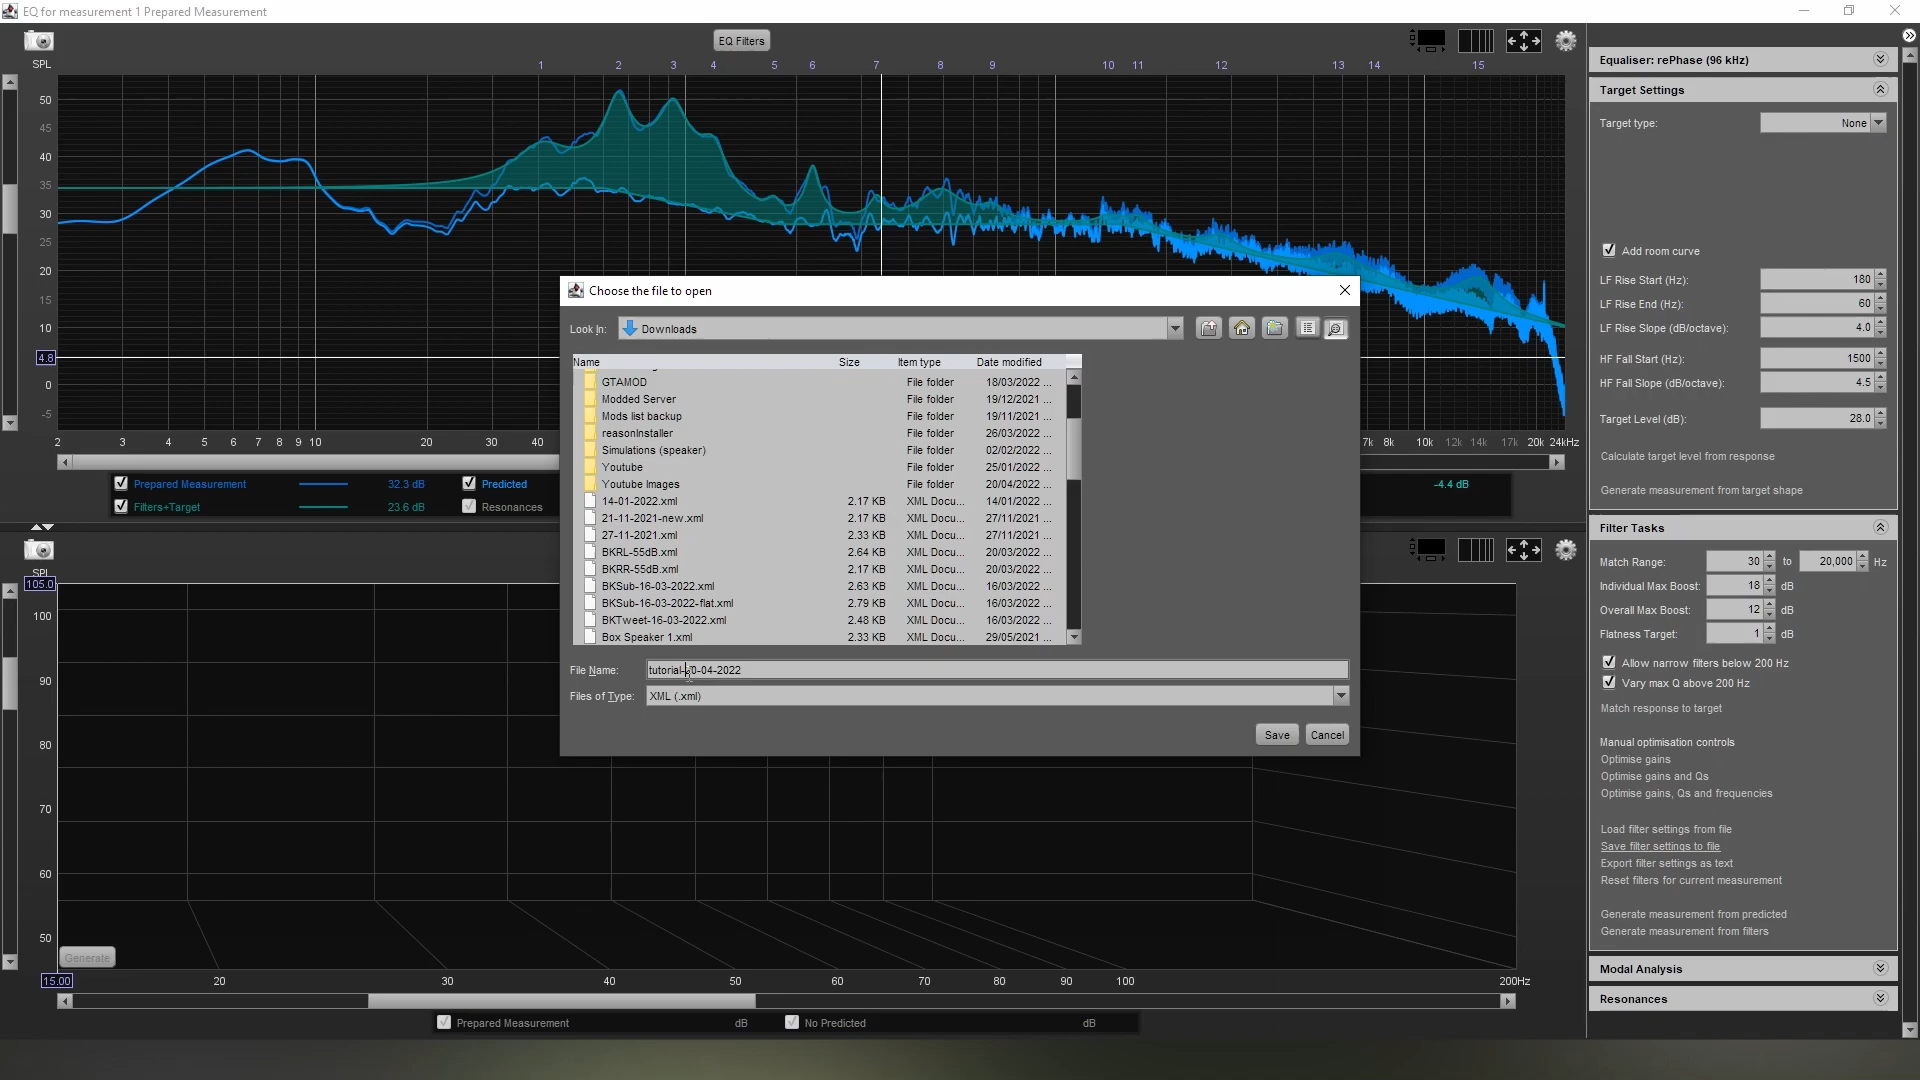 EQ for measurement 1 Prepared Measurement
EQ Filters
SPL
1 2 3 4 5 6 7 8 9 10 11 12 13 14 15
50
45
40
35
30
25
20
15
10
4.8
0
-5
2 3 4 5 6 7 8 9 10 20 30 40 7k 8k 10k 12k 14k 17k 20k 24kHz
Prepared Measurement 32.3 dB Predicted -4.4 dB
Filters+Target 23.6 dB Resonances
Choose the file to open
Look In: Downloads
Name Size Item type Date modified
GTAMOD File folder 18/03/2022 ...
Modded Server File folder 19/12/2021 ...
Mods list backup File folder 19/11/2021 ...
reasonInstaller File folder 26/03/2022 ...
Simulations (speaker) File folder 02/02/2022 ...
Youtube File folder 25/01/2022 ...
Youtube Images File folder 20/04/2022 ...
14-01-2022.xml 2.17 KB XML Docu... 14/01/2022 ...
21-11-2021-new.xml 2.17 KB XML Docu... 27/11/2021 ...
27-11-2021.xml 2.33 KB XML Docu... 27/11/2021 ...
BKRL-55dB.xml 2.64 KB XML Docu... 20/03/2022 ...
BKRR-55dB.xml 2.17 KB XML Docu... 20/03/2022 ...
BKSub-16-03-2022.xml 2.63 KB XML Docu... 16/03/2022 ...
BKSub-16-03-2022-flat.xml 2.79 KB XML Docu... 16/03/2022 ...
BKTweet-16-03-2022.xml 2.48 KB XML Docu... 16/03/2022 ...
Box Speaker 1.xml 2.33 KB XML Docu... 29/05/2021 ...
File Name: tutorial-20-04-2022
Files of Type: XML (.xml)
Save Cancel
SPL
105.0
100
90
80
70
60
50
Generate
15.00 20 30 40 50 60 70 80 90 100 200Hz
Prepared Measurement dB No Predicted dB
Equaliser: rePhase (96 kHz)
Target Settings
Target type: None
Add room curve
LF Rise Start (Hz): 180
LF Rise End (Hz): 60
LF Rise Slope (dB/octave): 4.0
HF Fall Start (Hz): 1500
HF Fall Slope (dB/octave): 4.5
Target Level (dB): 28.0
Calculate target level from response
Generate measurement from target shape
Filter Tasks
Match Range: 30 to 20,000 Hz
Individual Max Boost: 18 dB
Overall Max Boost: 12 dB
Flatness Target: 1 dB
Allow narrow filters below 200 Hz
Vary max Q above 200 Hz
Match response to target
Manual optimisation controls
Optimise gains
Optimise gains and Qs
Optimise gains, Qs and frequencies
Load filter settings from file
Save filter settings to file
Export filter settings as text
Reset filters for current measurement
Generate measurement from predicted
Generate measurement from filters
Modal Analysis
Resonances